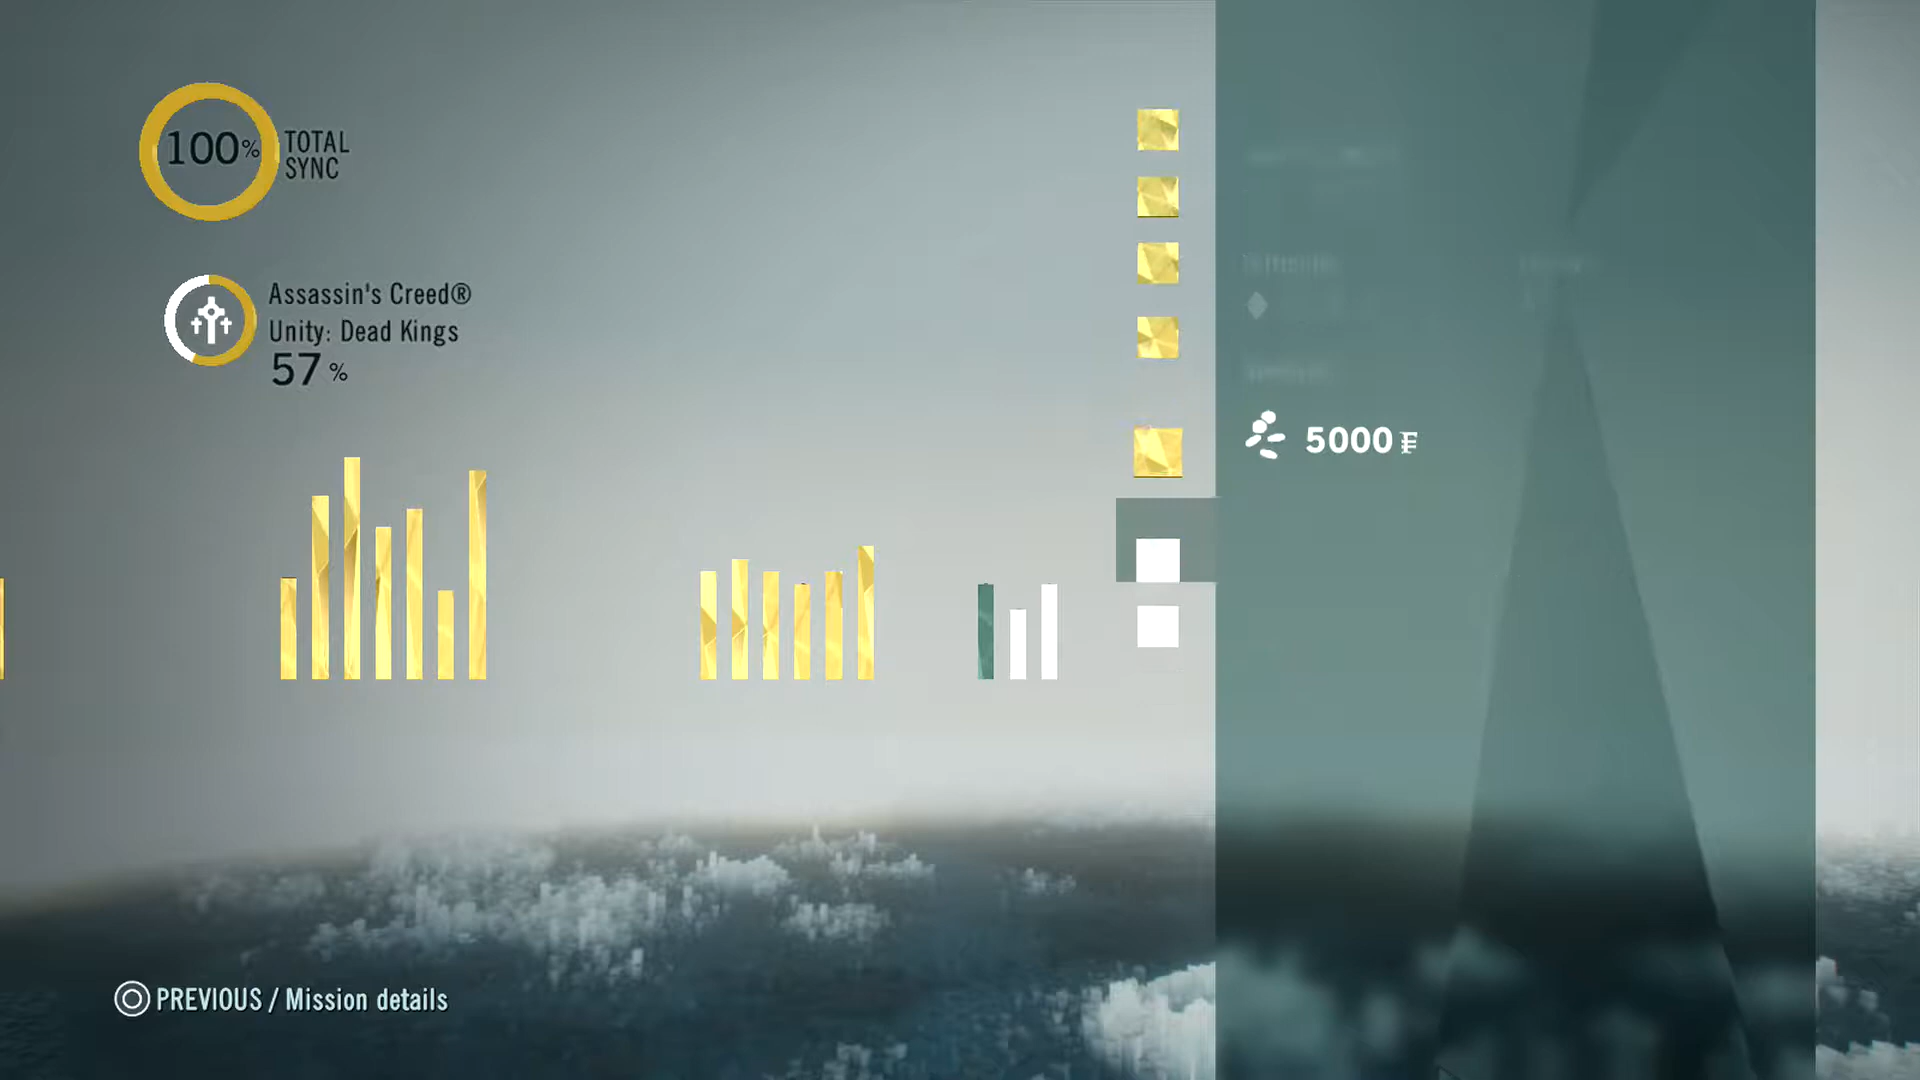 100%
TOTAL
SYNC
Assassin's Creed®
Unity: Dead Kings
57 %
5000
PREVIOUS / Mission details